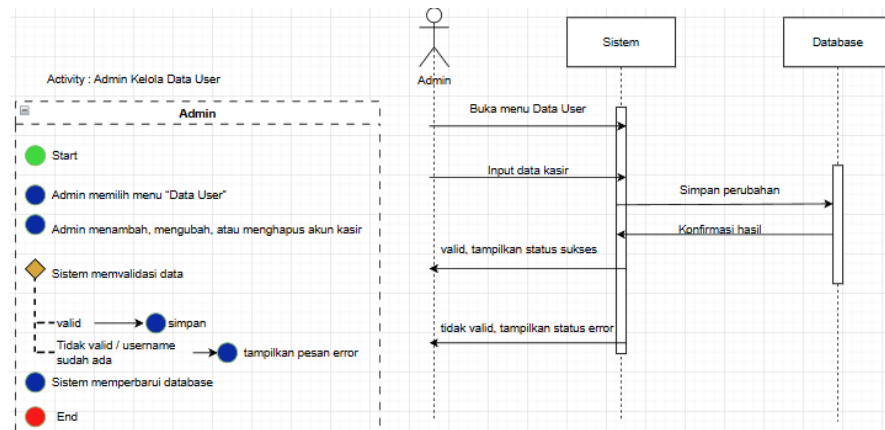 Activity : Admin Kelola Data User
Admin
Start
Admin memilih menu "Data User"
Admin menambah, mengubah, atau menghapus akun kasir
Sistem memvalidasi data
valid
simpan
Tidak valid / username
sudah ada
tampilkan pesan error
Sistem memperbarui database
End
Admin
Sistem
Database
Buka menu Data User
Input data kasir
Simpan perubahan
Konfirmasi hasil
valid, tampilkan status sukses
tidak valid, tampilkan status error